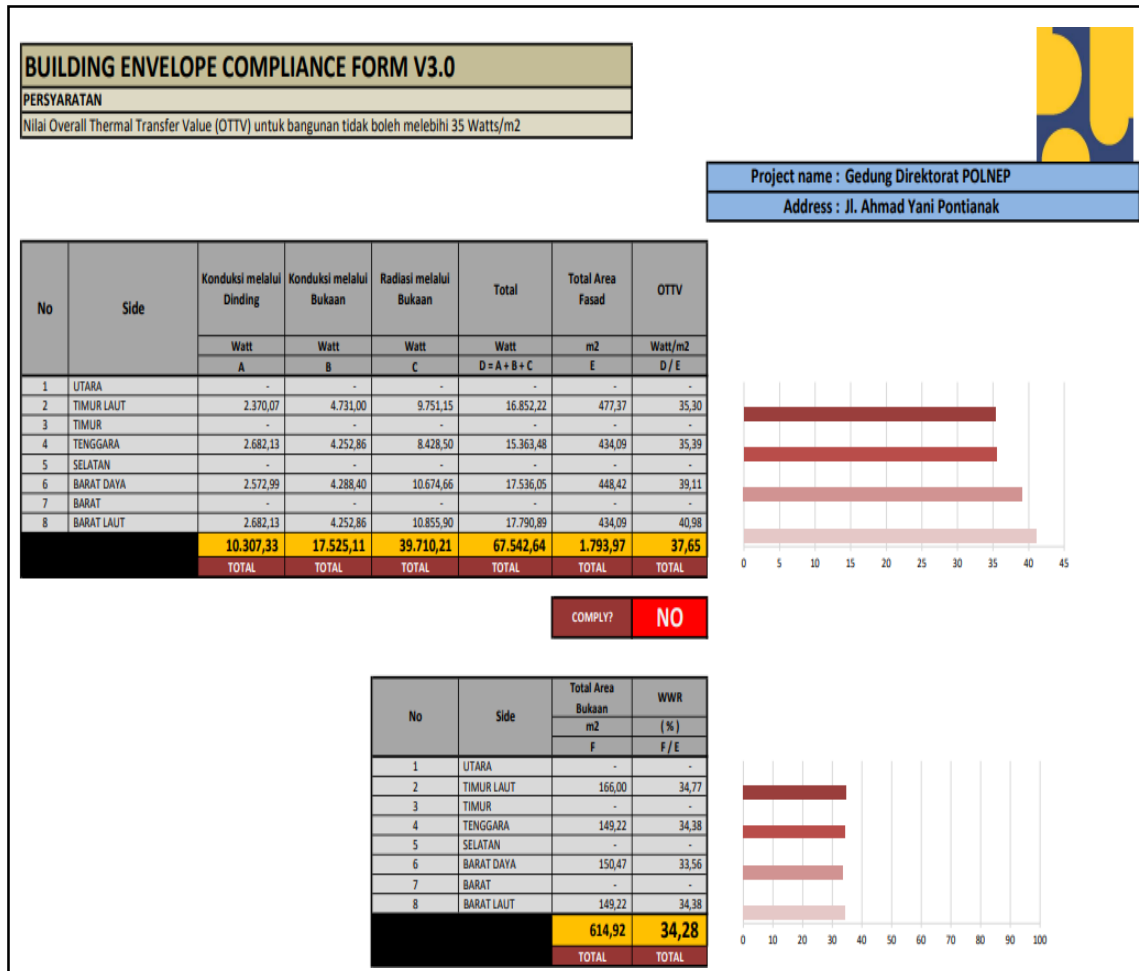 BUILDING ENVELOPE COMPLIANCE FORM V3.0
PERSYARATAN
Nilai Overall Thermal Transfer Value (OTTV) untuk bangunan tidak boleh melebihi 35 Watts/m2
Project name : Gedung Direktorat POLNEP
Address : Jl. Ahmad Yani Pontianak
No Side Konduksi melalui Dinding Konduksi melalui Bukaan Radiasi melalui Bukaan Total Total Area Fasad OTTV
Watt Watt Watt Watt m2 Watt/m2
A B C D = A + B + C E D / E
1 UTARA - - - - - -
2 TIMUR LAUT 2.370,07 4.731,00 9.751,15 16.852,22 477,37 35,30
3 TIMUR - - - - - -
4 TENGGARA 2.682,13 4.252,86 8.428,50 15.363,48 434,09 35,39
5 SELATAN - - - - - -
6 BARAT DAYA 2.572,99 4.288,40 10.674,66 17.536,05 448,42 39,11
7 BARAT - - - - - -
8 BARAT LAUT 2.682,13 4.252,86 10.855,90 17.790,89 434,09 40,98
10.307,33 17.525,11 39.710,21 67.542,64 1.793,97 37,65
TOTAL TOTAL TOTAL TOTAL TOTAL TOTAL
0 5 10 15 20 25 30 35 40 45
COMPLY? NO
No Side Total Area Bukaan WWR
m2 ( % )
F F / E
1 UTARA - -
2 TIMUR LAUT 166,00 34,77
3 TIMUR - -
4 TENGGARA 149,22 34,38
5 SELATAN - -
6 BARAT DAYA 150,47 33,56
7 BARAT - -
8 BARAT LAUT 149,22 34,38
614,92 34,28
TOTAL TOTAL
0 10 20 30 40 50 60 70 80 90 100